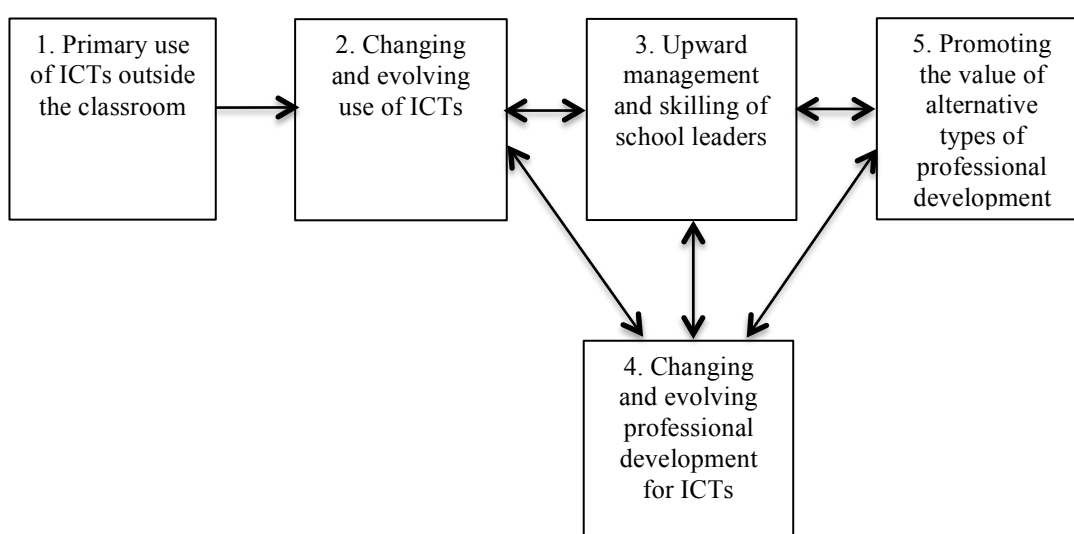 1. Primary use
of ICTs outside
the classroom
2. Changing
and evolving
use of ICTs
3. Upward
management
and skilling of
school leaders
5. Promoting
the value of
alternative
types of
professional
development
4. Changing
and evolving
professional
development
for ICTs